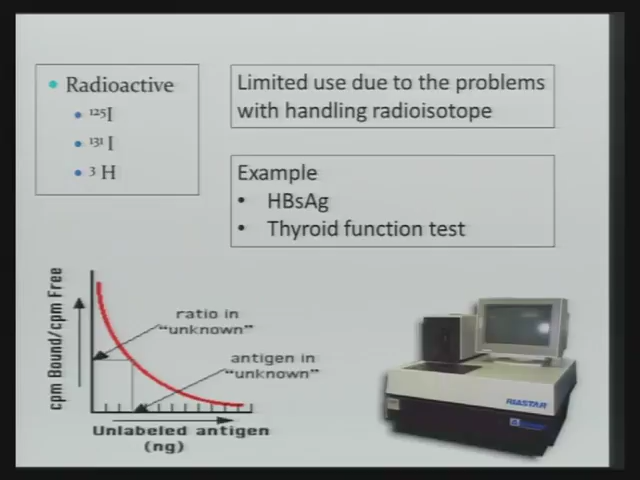 Radioactive
¹²⁵I
¹³¹ I
³ H
Limited use due to the problems
with handling radioisotope
Example
HBsAg
Thyroid function test
cpm Bound/cpm Free
ratio in
"unknown"
antigen in
"unknown"
Unlabeled antigen
(ng)
RIASTAR